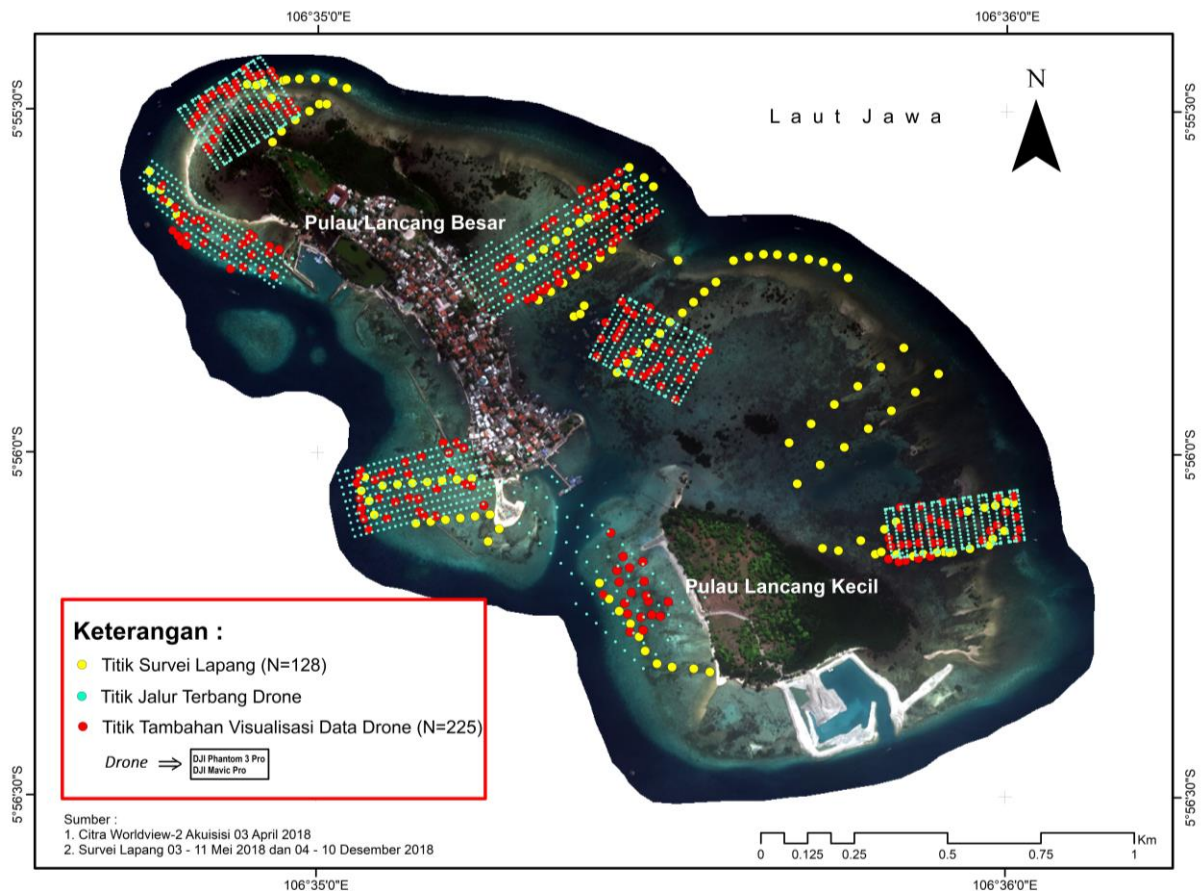 106°35'0"E 106°36'0"E
5°55'30"S 5°55'30"S
N
Laut Jawa
Pulau Lancang Besar
5°56'0"S 5°56'0"S
Pulau Lancang Kecil
Keterangan :
Titik Survei Lapang (N=128)
Titik Jalur Terbang Drone
Titik Tambahan Visualisasi Data Drone (N=225)
Drone ⇒ DJI Phantom 3 Pro
DJI Mavic Pro
5°56'30"S 5°56'30"S
Sumber :
1. Citra Worldview-2 Akuisisi 03 April 2018
2. Survei Lapang 03 - 11 Mei 2018 dan 04 - 10 Desember 2018
Km
0 0.125 0.25 0.5 0.75 1
106°35'0"E 106°36'0"E